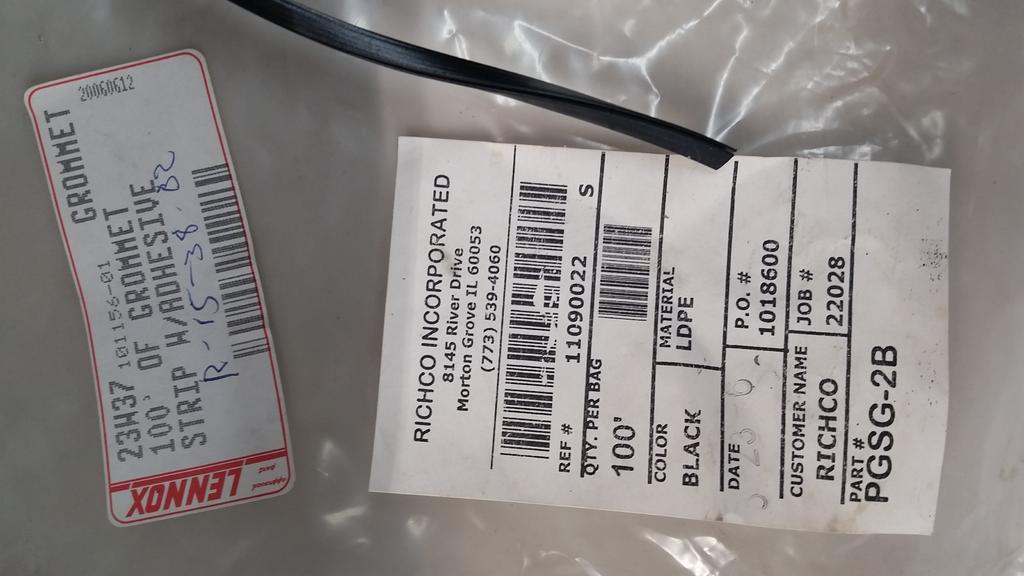 20060612
GROMMET
23W37 101156-01
100' OF GROMMET
STRIP W/ADHESIVE
R-15-38-82
LENNOX
RICHCO INCORPORATED
8145 River Drive
Morton Grove IL 60053
(773) 539-4060
REF # 11090022 S
QTY. PER BAG
100'
COLOR
BLACK
MATERIAL
LDPE
DATE
P.O. #
1018600
CUSTOMER NAME
RICHCO
JOB #
22028
PART #
PGSG-2B